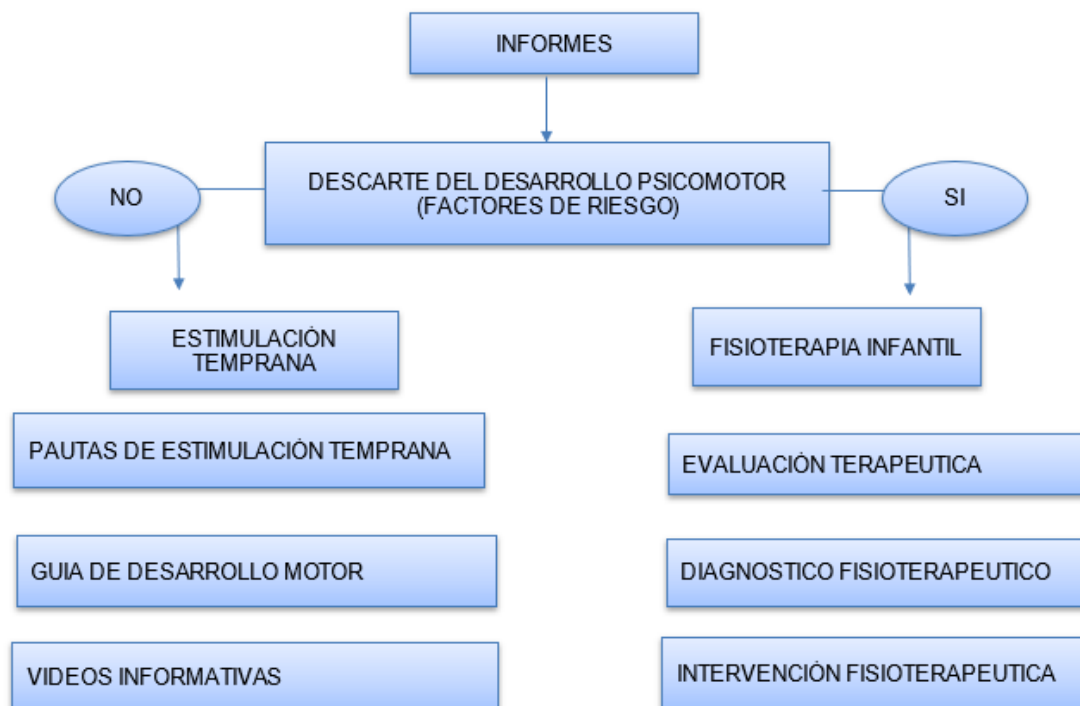 INFORMES
DESCARTE DEL DESARROLLO PSICOMOTOR
(FACTORES DE RIESGO)
NO
SI
ESTIMULACIÓN
TEMPRANA
FISIOTERAPIA INFANTIL
PAUTAS DE ESTIMULACIÓN TEMPRANA
EVALUACIÓN TERAPEUTICA
GUIA DE DESARROLLO MOTOR
DIAGNOSTICO FISIOTERAPEUTICO
VIDEOS INFORMATIVAS
INTERVENCIÓN FISIOTERAPEUTICA